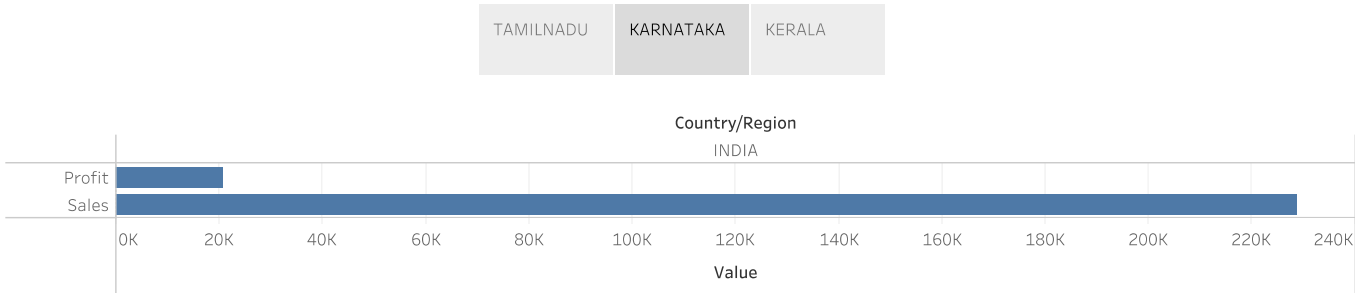 TAMILNADU KARNATAKA KERALA
Country/Region
INDIA
Profit
Sales
0K 20K 40K 60K 80K 100K 120K 140K 160K 180K 200K 220K 240K
Value